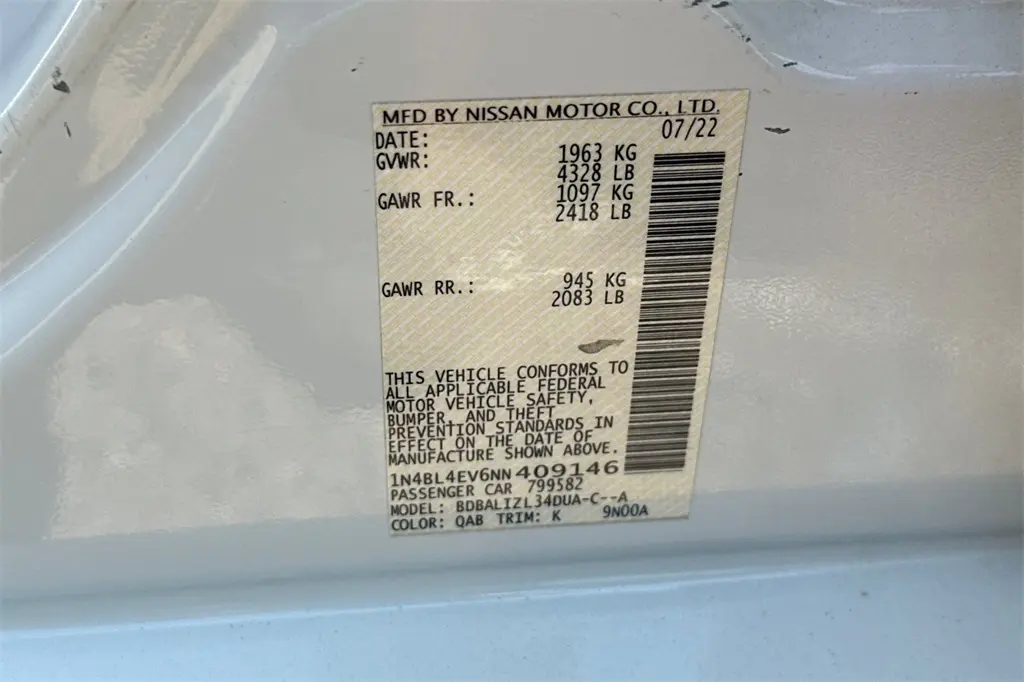 MFD BY NISSAN MOTOR CO., LTD.
DATE: 07/22
GVWR: 1963 KG
4328 LB
GAWR FR.: 1097 KG
2418 LB
GAWR RR.: 945 KG
2083 LB
THIS VEHICLE CONFORMS TO
ALL APPLICABLE FEDERAL
MOTOR VEHICLE SAFETY,
BUMPER, AND THEFT
PREVENTION STANDARDS IN
EFFECT ON THE DATE OF
MANUFACTURE SHOWN ABOVE.
1N4BL4EV6NN 409146
PASSENGER CAR 799582
MODEL: BDBALIZL34DUA-C--A
COLOR: QAB TRIM: K 9N00A